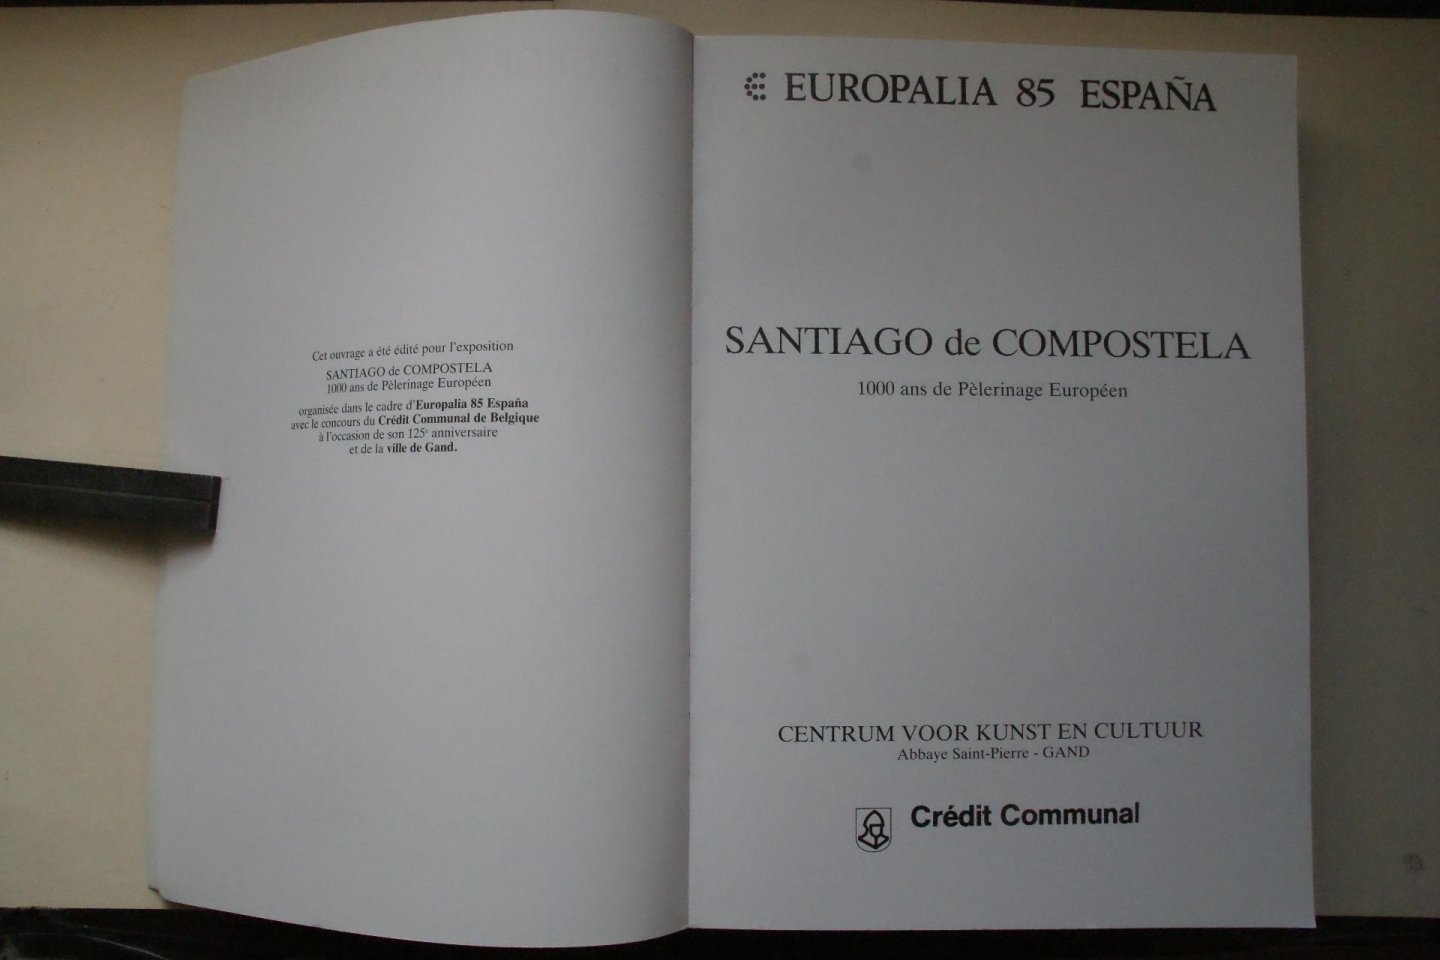 Cet ouvrage a été édité pour l'exposition
SANTIAGO de COMPOSTELA
1000 ans de Pèlerinage Européen
organisée dans le cadre d'Europalia 85 España
avec le concours du Crédit Communal de Belgique
à l'occasion de son 125e anniversaire
et de la ville de Gand.
EUROPALIA 85 ESPAÑA
SANTIAGO de COMPOSTELA
1000 ans de Pèlerinage Européen
CENTRUM VOOR KUNST EN CULTUUR
Abbaye Saint-Pierre - GAND
Crédit Communal